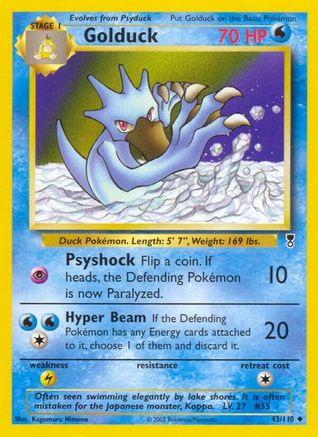 STAGE 1
Evolves from Psyduck
Put Golduck on the Basic Pokémon
Golduck
70 HP
Duck Pokémon. Length: 5' 7", Weight: 169 lbs.
Psyshock Flip a coin. If
heads, the Defending Pokémon
is now Paralyzed.
10
Hyper Beam If the Defending
Pokémon has any Energy cards attached
to it, choose 1 of them and discard it.
20
weakness
resistance
retreat cost
Often seen swimming elegantly by lake shores. It is often
mistaken for the Japanese monster, Kappa. LV. 27 #55
Illus. Kagemaru Himeno
© 2002 Pokémon/Nintendo
43/110